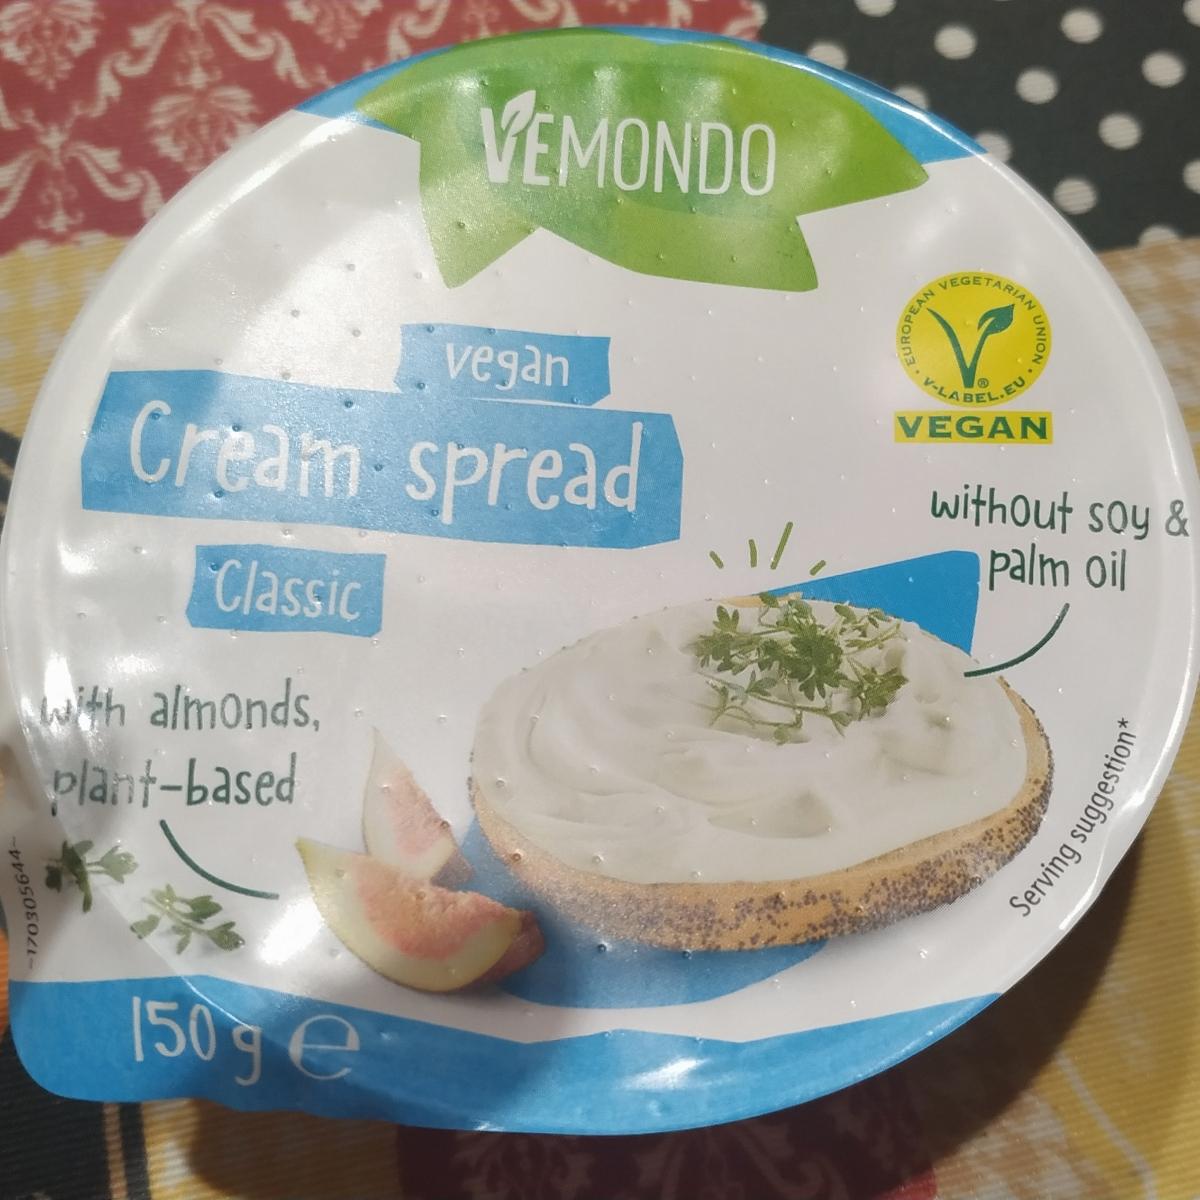 VEMONDO
EUROPEAN VEGETARIAN UNION
V-LABEL.EU
®
VEGAN
vegan
Cream spread
Classic
without soy &
palm oil
with almonds,
plant-based
Serving suggestion*
~170305644~
150 g ℮